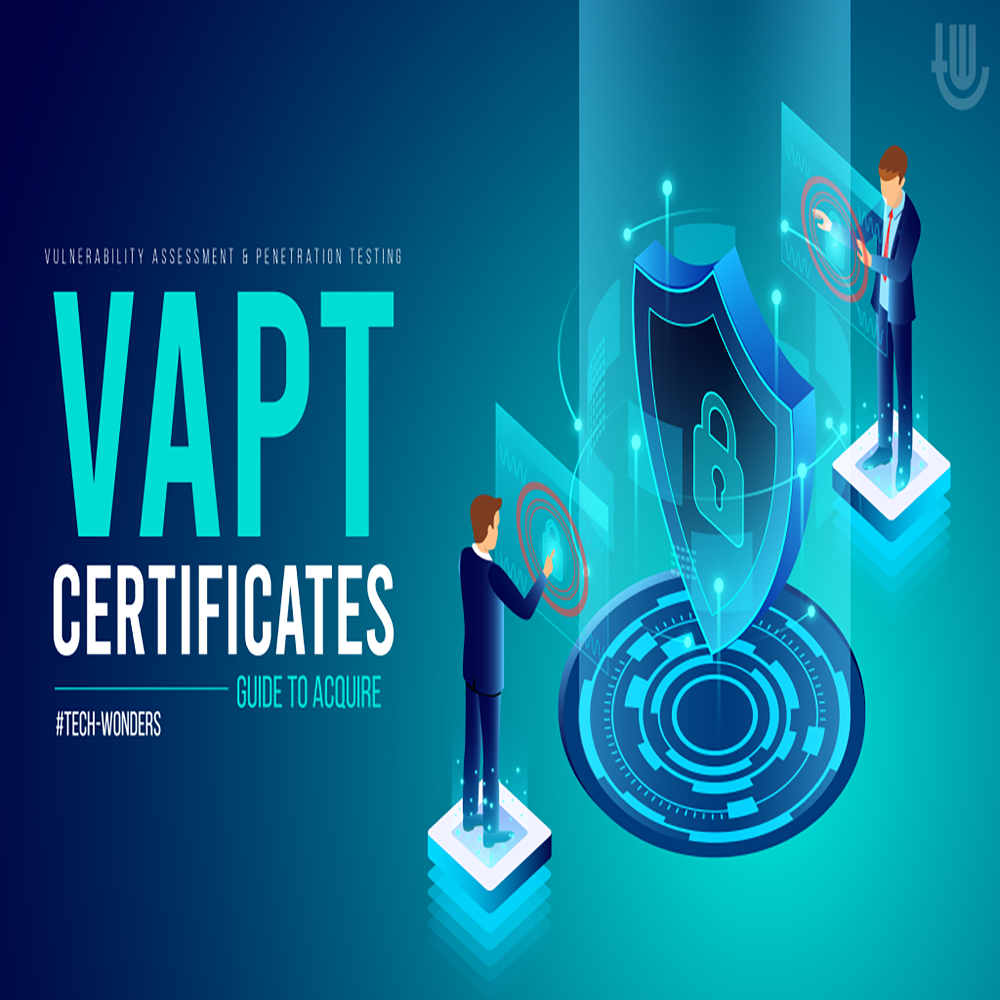 VULNERABILITY ASSESSMENT & PENETRATION TESTING
VAPT
CERTIFICATES
GUIDE TO ACQUIRE
#TECH-WONDERS